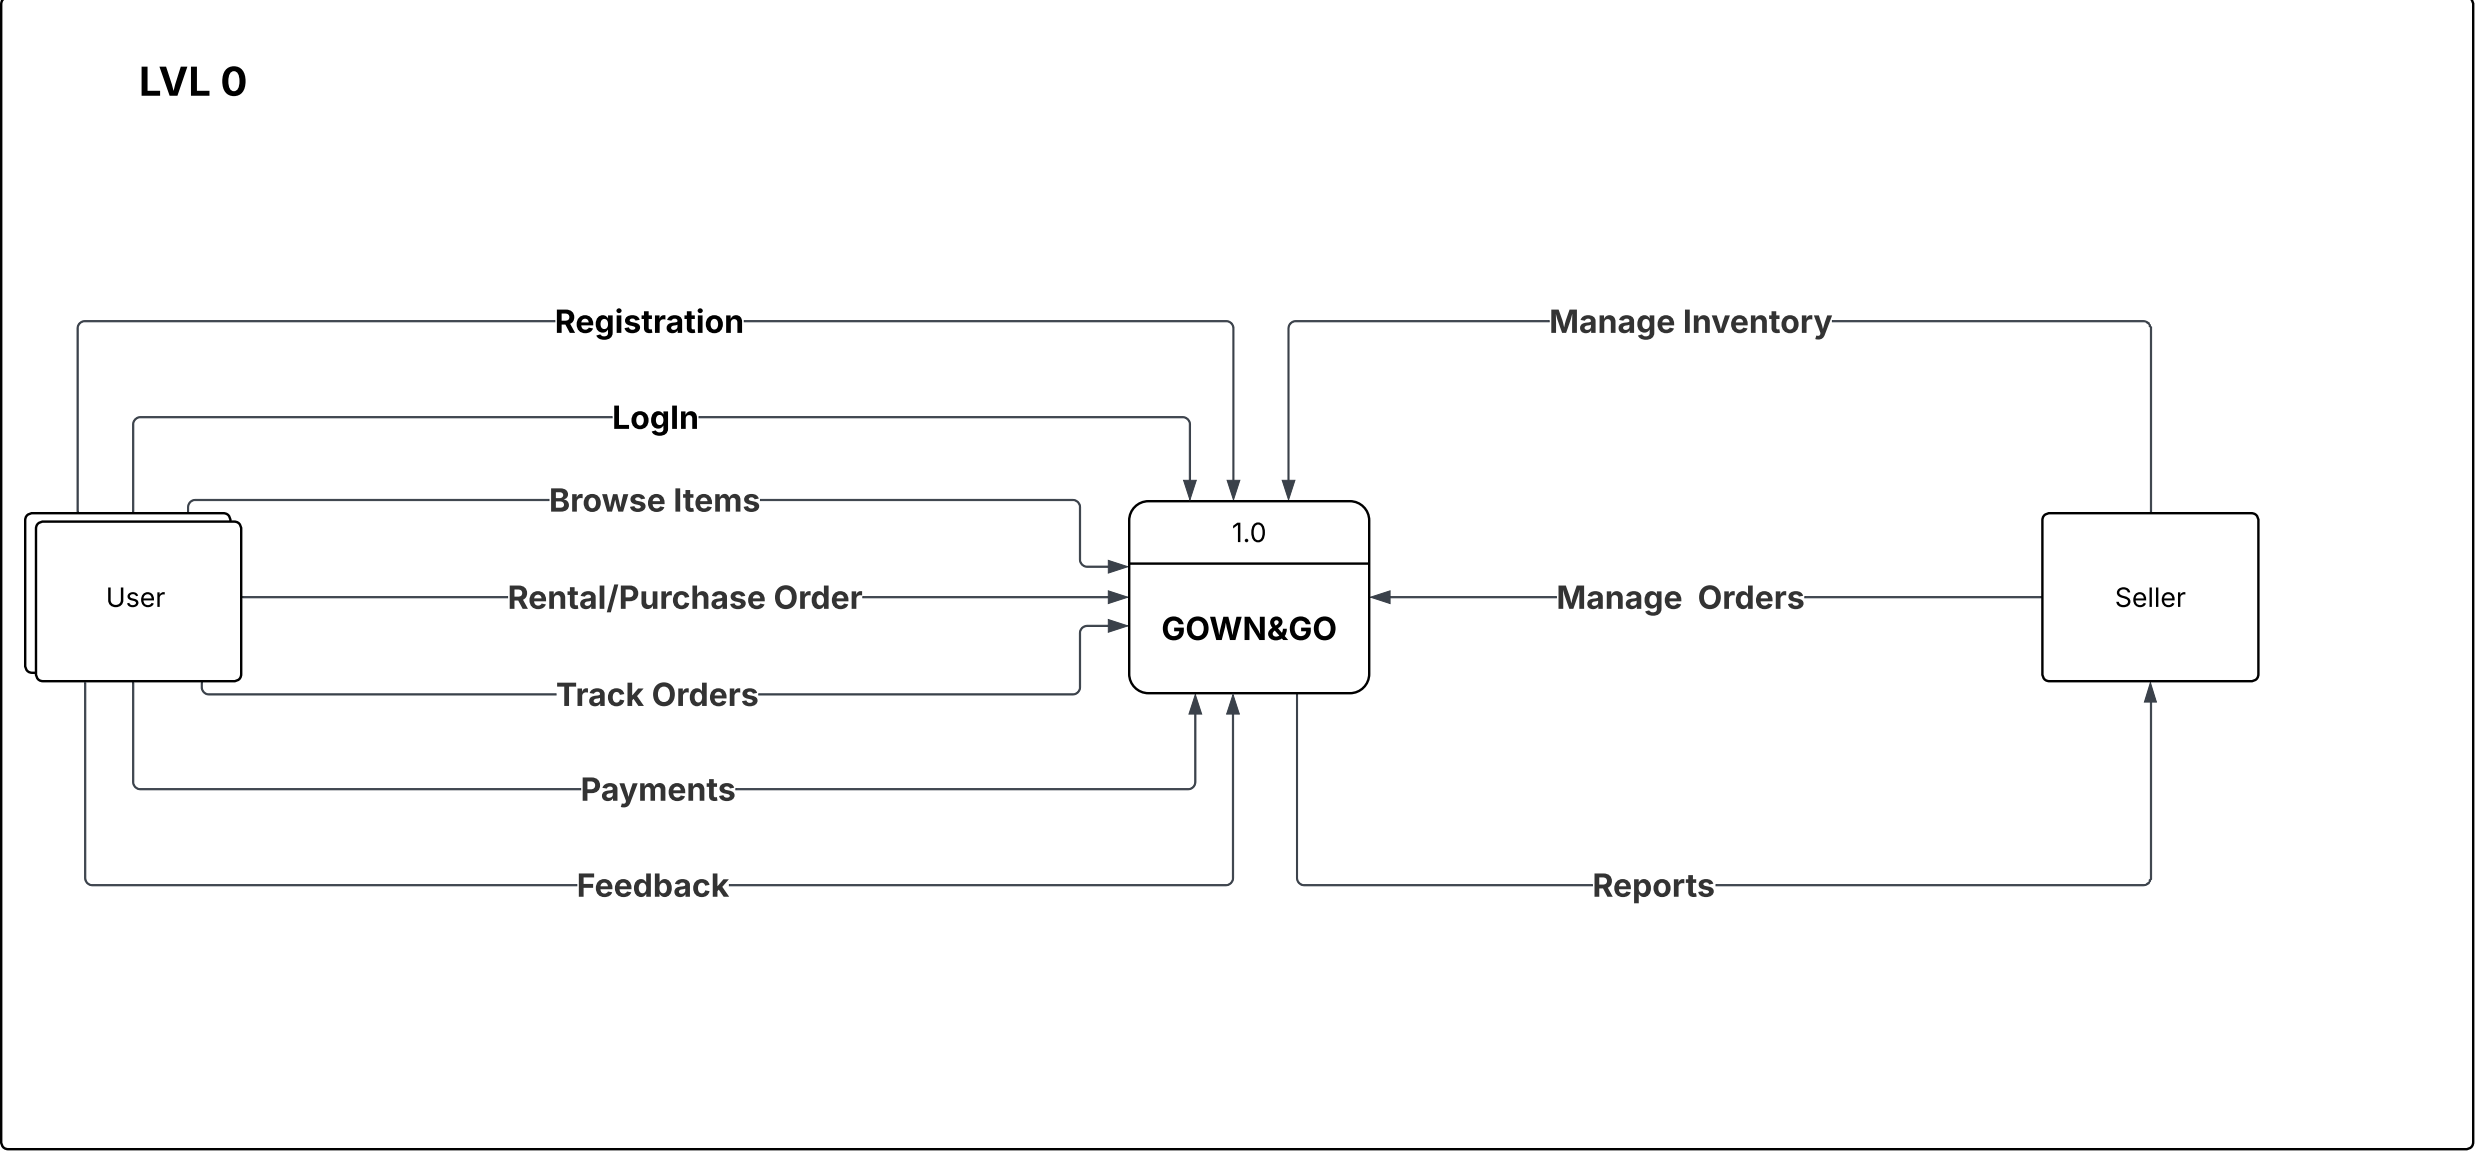 LVL 0
Registration
Manage Inventory
LogIn
Browse Items
1.0
User
Rental/Purchase Order
GOWN&GO
Manage  Orders
Seller
Track Orders
Payments
Feedback
Reports